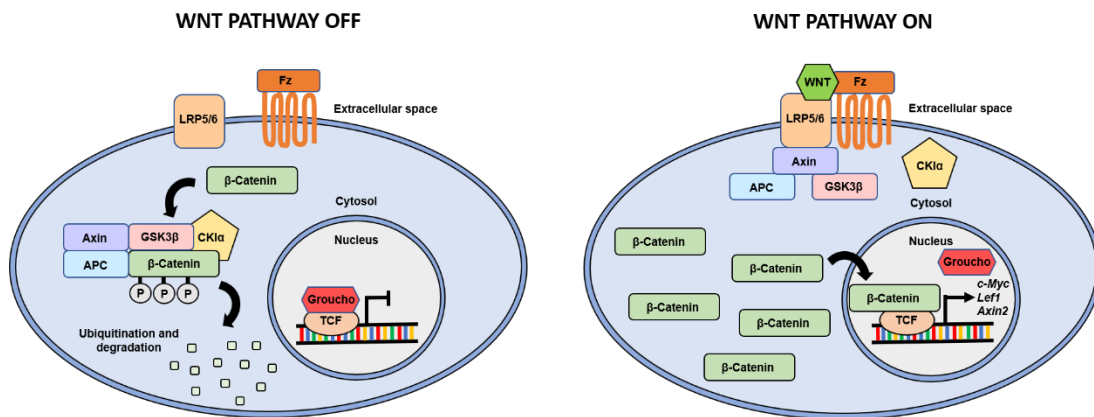 WNT PATHWAY OFF
Fz
LRP5/6
Extracellular space
β-Catenin
Cytosol
Axin
GSK3β
CKIα
APC
β-Catenin
P
P
P
Nucleus
Groucho
TCF
Ubiquitination and
degradation
WNT PATHWAY ON
WNT
Fz
LRP5/6
Extracellular space
Axin
CKIα
APC
GSK3β
Cytosol
β-Catenin
Nucleus
Groucho
β-Catenin
c-Myc
Lef1
Axin2
β-Catenin
TCF
β-Catenin
β-Catenin
β-Catenin